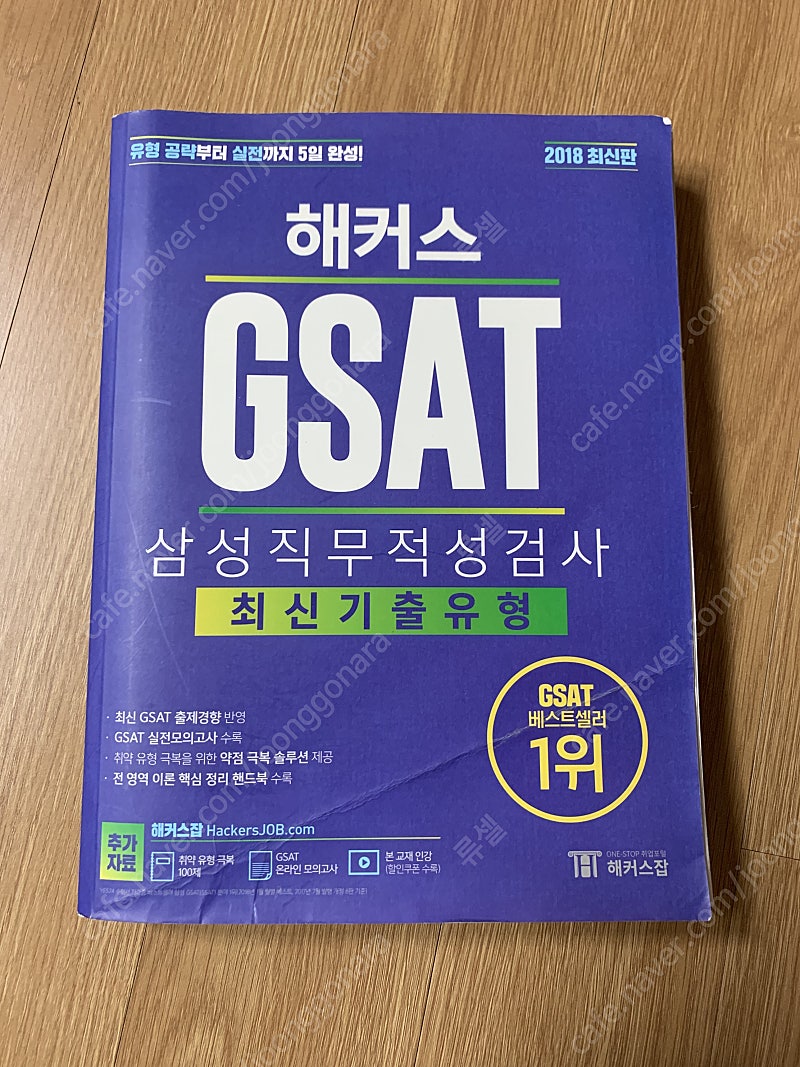 유형 공략부터 실전까지 5일 완성!
2018 최신판
해커스
GSAT
삼성직무적성검사
최신기출유형
GSAT
베스트셀러
1위
· 최신 GSAT 출제경향 반영
· GSAT 실전모의고사 수록
· 취약 유형 극복을 위한 약점 극복 솔루션 제공
· 전 영역 이론 핵심 정리 핸드북 수록
추가
자료
해커스잡 HackersJOB.com
취약 유형 극복
100제
GSAT
온라인 모의고사
본 교재 인강
(할인쿠폰 수록)
ONE-STOP 취업포털
해커스잡
cafe.naver.com/joonggonara
류셀